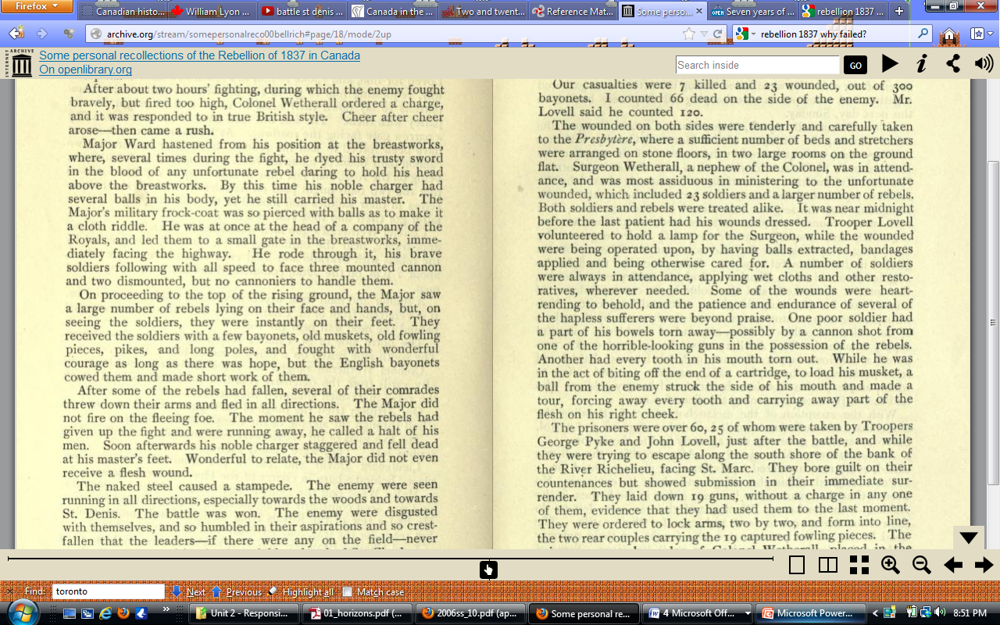 Firefox
Canadian histo...
William Lyon ...
battle st denis ...
Canada in the ...
Two and twent...
Reference Mat...
Some perso...
Seven years of ...
rebellion 1837 ...
archive.org/stream/somepersonalreco00bellrich#page/18/mode/2up
rebellion 1837 why failed?
INTERNET ARCHIVE
Some personal recollections of the Rebellion of 1837 in Canada
On openlibrary.org
Search inside
GO
After about two hours' fighting, during which the enemy fought
bravely, but fired too high, Colonel Wetherall ordered a charge,
and it was responded to in true British style. Cheer after cheer
arose—then came a rush.
Major Ward hastened from his position at the breastworks,
where, several times during the fight, he dyed his trusty sword
in the blood of any unfortunate rebel daring to hold his head
above the breastworks. By this time his noble charger had
several balls in his body, yet he still carried his master. The
Major's military frock-coat was so pierced with balls as to make it
a cloth riddle. He was at once at the head of a company of the
Royals, and led them to a small gate in the breastworks, imme-
diately facing the highway. He rode through it, his brave
soldiers following with all speed to face three mounted cannon
and two dismounted, but no cannoniers to handle them.
On proceeding to the top of the rising ground, the Major saw
a large number of rebels lying on their face and hands, but, on
seeing the soldiers, they were instantly on their feet. They
received the soldiers with a few bayonets, old muskets, old fowling
pieces, pikes, and long poles, and fought with wonderful
courage as long as there was hope, but the English bayonets
cowed them and made short work of them.
After some of the rebels had fallen, several of their comrades
threw down their arms and fled in all directions. The Major did
not fire on the fleeing foe. The moment he saw the rebels had
given up the fight and were running away, he called a halt of his
men. Soon afterwards his noble charger staggered and fell dead
at his master's feet. Wonderful to relate, the Major did not even
receive a flesh wound.
The naked steel caused a stampede. The enemy were seen
running in all directions, especially towards the woods and towards
St. Denis. The battle was won. The enemy were disgusted
with themselves, and so humbled in their aspirations and so crest-
fallen that the leaders—if there were any on the field—never
Our casualties were 7 killed and 23 wounded, out of 300
bayonets. I counted 66 dead on the side of the enemy. Mr.
Lovell said he counted 120.
The wounded on both sides were tenderly and carefully taken
to the Presbytère, where a sufficient number of beds and stretchers
were arranged on stone floors, in two large rooms on the ground
flat. Surgeon Wetherall, a nephew of the Colonel, was in attend-
ance, and was most assiduous in ministering to the unfortunate
wounded, which included 23 soldiers and a larger number of rebels.
Both soldiers and rebels were treated alike. It was near midnight
before the last patient had his wounds dressed. Trooper Lovell
volunteered to hold a lamp for the Surgeon, while the wounded
were being operated upon, by having balls extracted, bandages
applied and being otherwise cared for. A number of soldiers
were always in attendance, applying wet cloths and other resto-
ratives, wherever needed. Some of the wounds were heart-
rending to behold, and the patience and endurance of several of
the hapless sufferers were beyond praise. One poor soldier had
a part of his bowels torn away—possibly by a cannon shot from
one of the horrible-looking guns in the possession of the rebels.
Another had every tooth in his mouth torn out. While he was
in the act of biting off the end of a cartridge, to load his musket, a
ball from the enemy struck the side of his mouth and made a
tour, forcing away every tooth and carrying away part of the
flesh on his right cheek.
The prisoners were over 60, 25 of whom were taken by Troopers
George Pyke and John Lovell, just after the battle, and while
they were trying to escape along the south shore of the bank of
the River Richelieu, facing St. Marc. They bore guilt on their
countenances but showed submission in their immediate sur-
render. They laid down 19 guns, without a charge in any one
of them, evidence that they had used them to the last moment.
They were ordered to lock arms, two by two, and form into line,
the two rear couples carrying the 19 captured fowling pieces. The
Find: toronto Next Previous Highlight all Match case
Unit 2 - Responsi...
01_horizons.pdf (...
2006ss_10.pdf (ap...
Some personal re...
4 Microsoft Off...
Microsoft Power...
8:51 PM